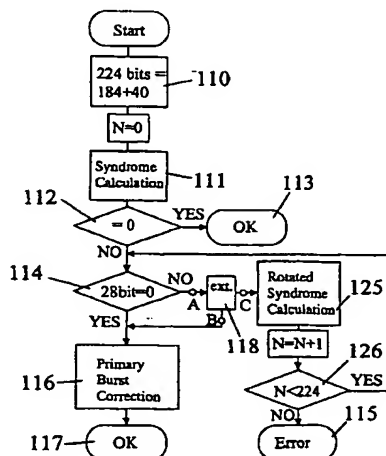 Start
224 bits =
184+40
110
N=0
Syndrome
Calculation
111
112
= 0
YES
113
OK
NO
114
28bit=0
NO
A
ext.
B
C
118
Rotated
Syndrome
Calculation
125
YES
N=N+1
126
116
Primary
Burst
Correction
N<224
YES
NO
117
OK
Error
115